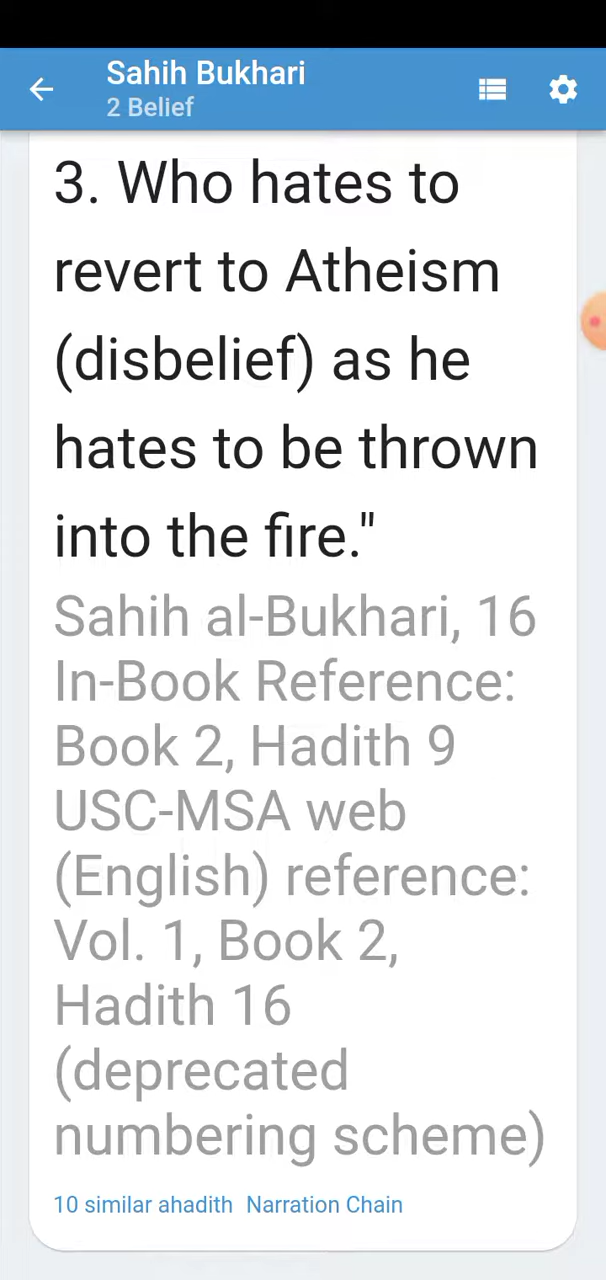 Sahih Bukhari
2 Belief
3. Who hates to
revert to Atheism
(disbelief) as he
hates to be thrown
into the fire."
Sahih al-Bukhari, 16
In-Book Reference:
Book 2, Hadith 9
USC-MSA web
(English) reference:
Vol. 1, Book 2,
Hadith 16
(deprecated
numbering scheme)
10 similar ahadith Narration Chain